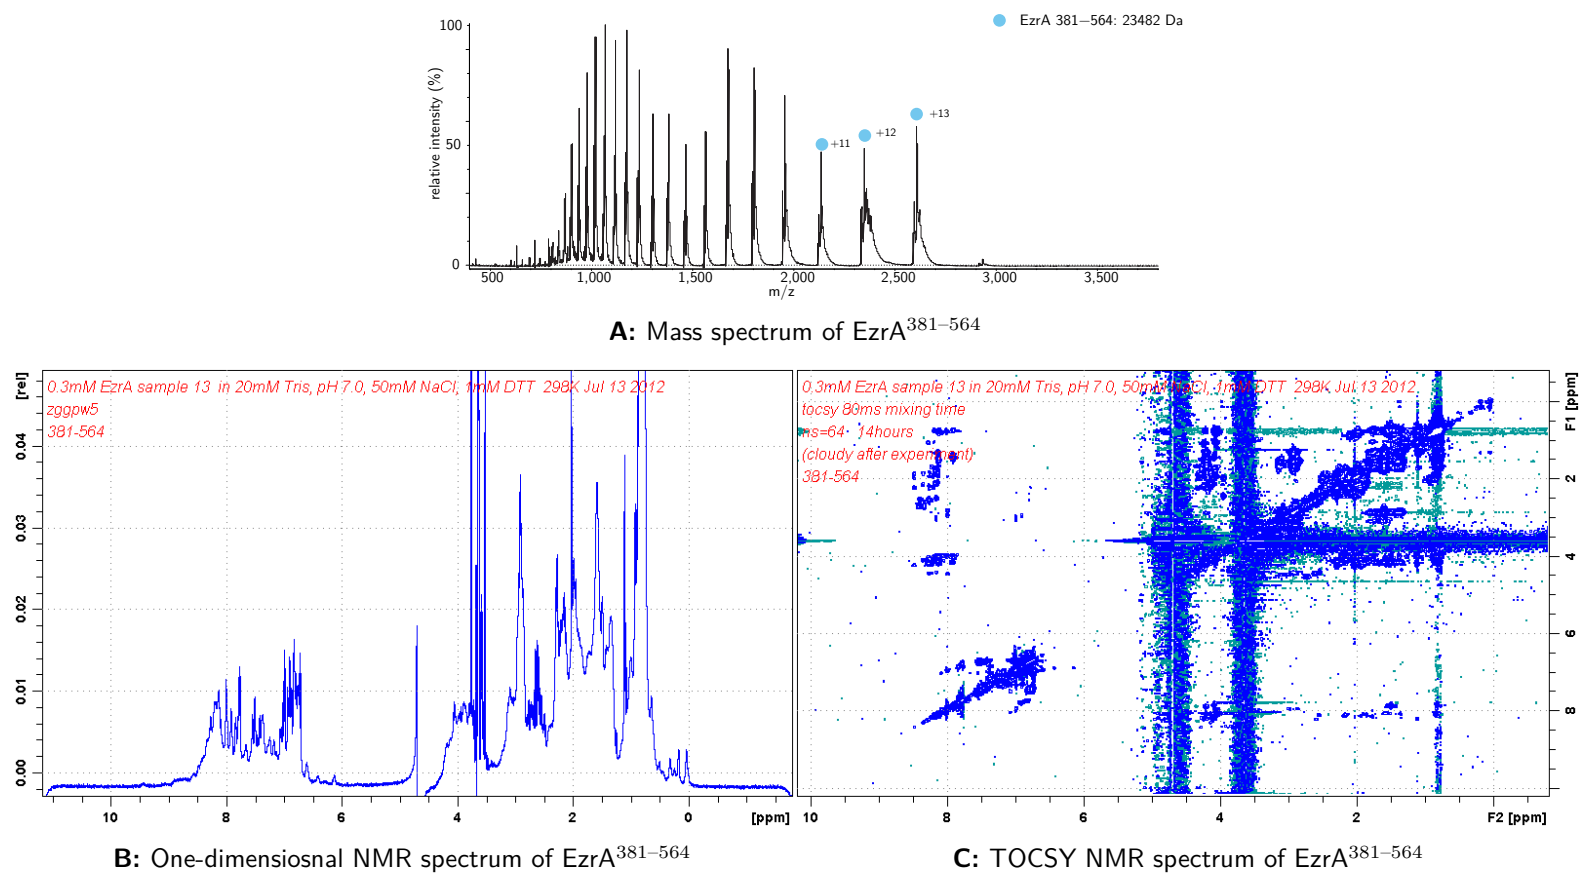 100
50
0
relative intensity (%)
EzrA 381–564: 23482 Da
+11
+12
+13
500 1,000 1,500 2,000 2,500 3,000 3,500
m/z
A: Mass spectrum of EzrA381–564
[rel]
0.3mM EzrA sample 13 in 20mM Tris, pH 7.0, 50mM NaCl, 1mM DTT 298K Jul 13 2012
zggpw5
381-564
0.04
0.03
0.02
0.01
0.00
10 8 6 4 2 0 [ppm]
B: One-dimensiosnal NMR spectrum of EzrA381–564
0.3mM EzrA sample 13 in 20mM Tris, pH 7.0, 50mM NaCl, 1mM DTT 298K Jul 13 2012
tocsy 80ms mixing time
ns=64 14hours
(cloudy after experiment)
381-564
F1 [ppm]
2
4
6
8
10 8 6 4 2 F2 [ppm]
C: TOCSY NMR spectrum of EzrA381–564